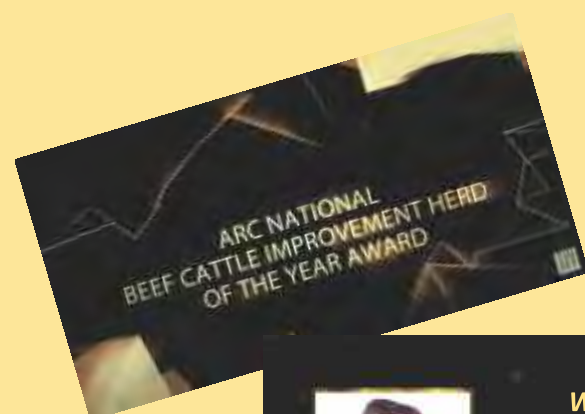 ARC NATIONAL
BEEF CATTLE IMPROVEMENT HERD
OF THE YEAR AWARD